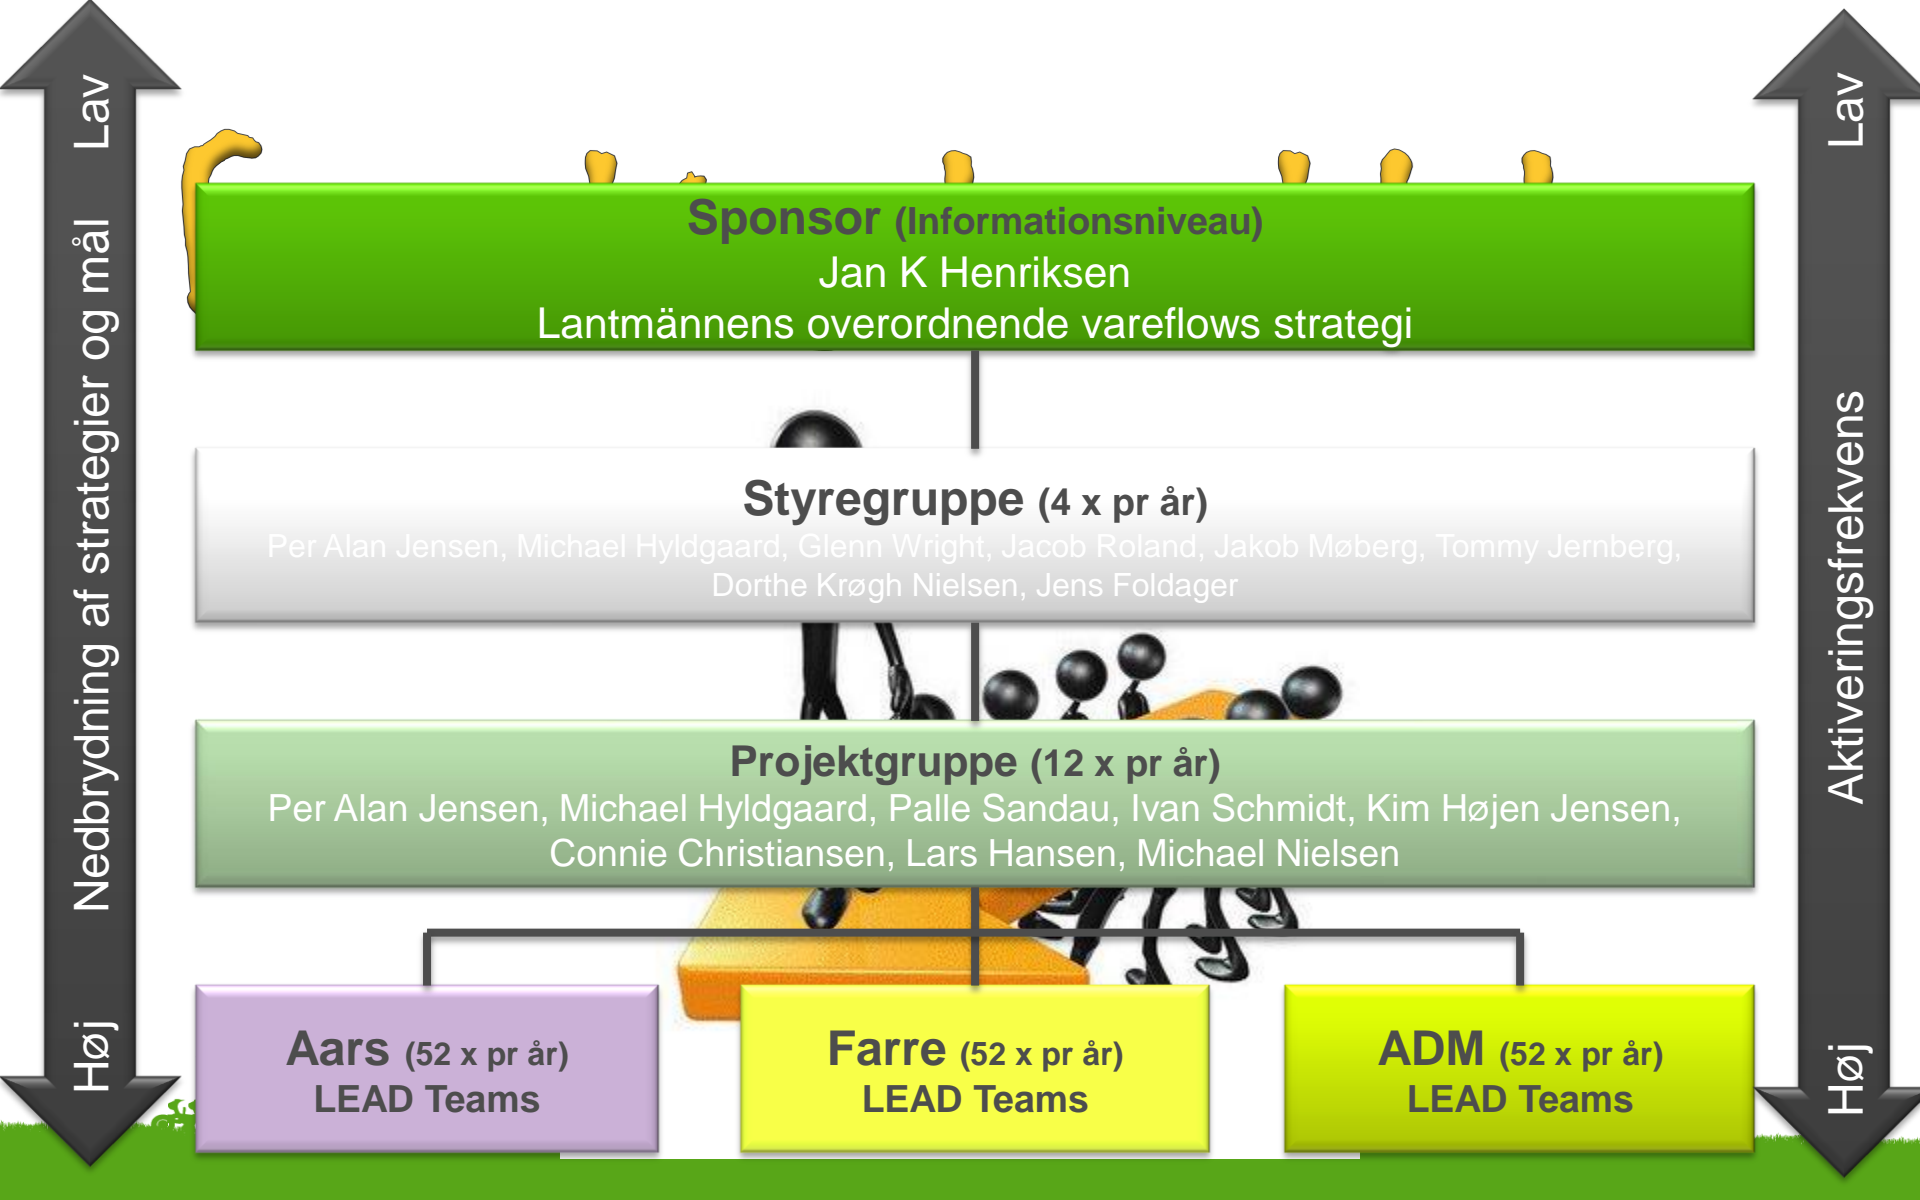 Lav
Nedbrydning af strategier og mål
Høj
Sponsor (Informationsniveau)
Jan K Henriksen
Lantmännens overordnende vareflows strategi
Styregruppe (4 x pr år)
Per Alan Jensen, Michael Hyldgaard, Glenn Wright, Jacob Roland, Jakob Møberg, Tommy Jernberg,
Dorthe Krøgh Nielsen, Jens Foldager
Projektgruppe (12 x pr år)
Per Alan Jensen, Michael Hyldgaard, Palle Sandau, Ivan Schmidt, Kim Højen Jensen,
Connie Christiansen, Lars Hansen, Michael Nielsen
Aars (52 x pr år)
LEAD Teams
Farre (52 x pr år)
LEAD Teams
ADM (52 x pr år)
LEAD Teams
Lav
Aktiveringsfrekvens
Høj